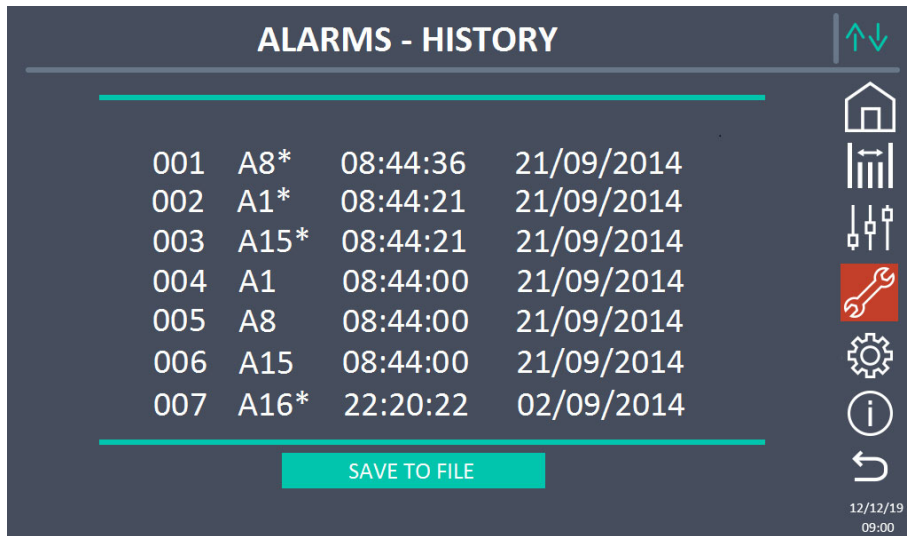 ALARMS - HISTORY
001 A8* 08:44:36 21/09/2014
002 A1* 08:44:21 21/09/2014
003 A15* 08:44:21 21/09/2014
004 A1 08:44:00 21/09/2014
005 A8 08:44:00 21/09/2014
006 A15 08:44:00 21/09/2014
007 A16* 22:20:22 02/09/2014
SAVE TO FILE
i
12/12/19
09:00